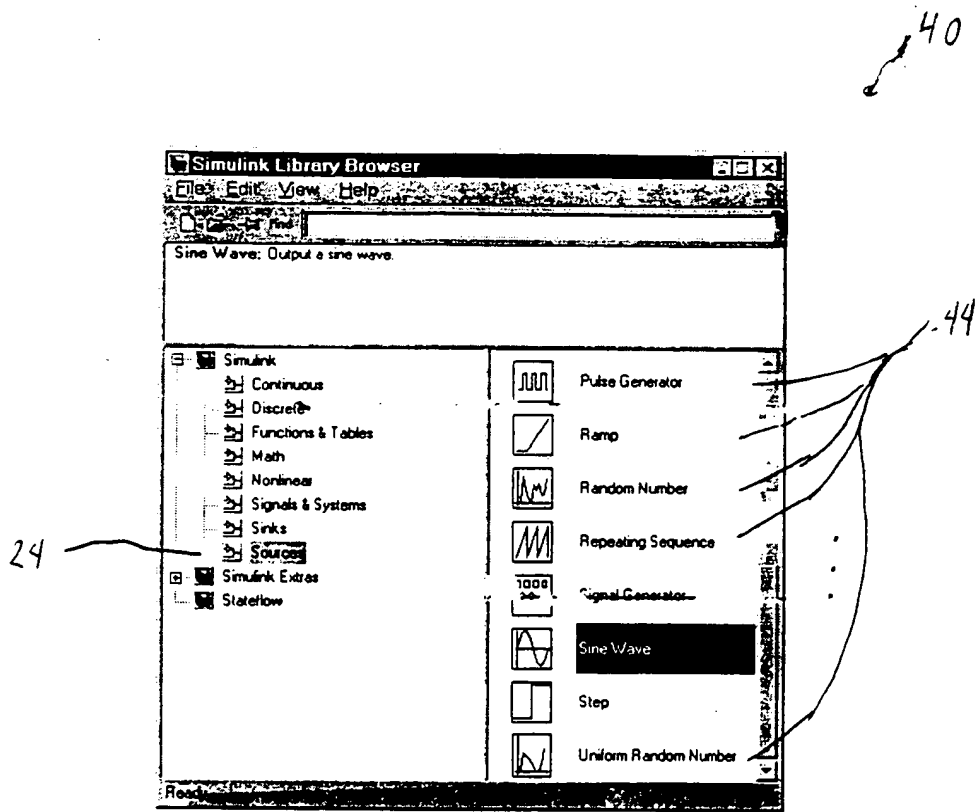 40
Simulink Library Browser
File Edit View Help
Find
Sine Wave: Output a sine wave.
44
Simulink
Continuous
Discrete
Functions & Tables
Math
Nonlinear
Signals & Systems
Sinks
24
Sources
Simulink Extras
Stateflow
Pulse Generator
Ramp
Random Number
Repeating Sequence
Signal Generator
Sine Wave
Step
Uniform Random Number
Ready